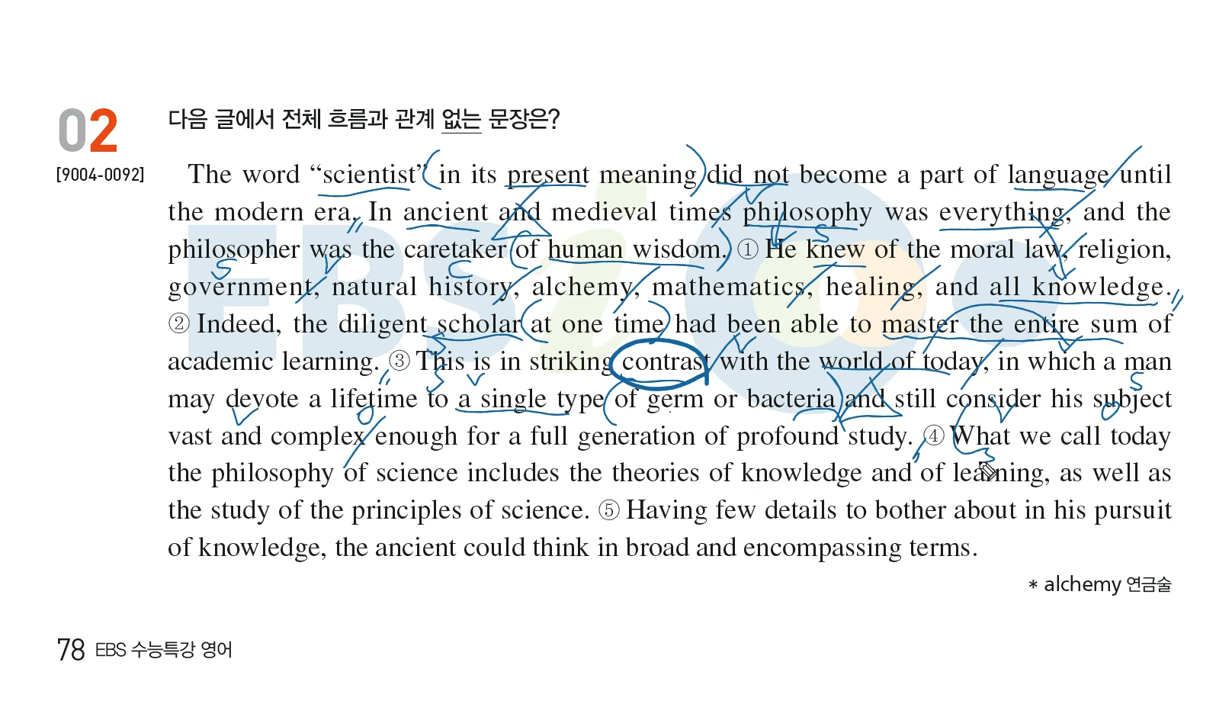 02
[9004-0092]
다음 글에서 전체 흐름과 관계 없는 문장은?
The word “scientist” in its present meaning did not become a part of language until
the modern era. In ancient and medieval times philosophy was everything, and the
philosopher was the caretaker of human wisdom. ① He knew of the moral law, religion,
government, natural history, alchemy, mathematics, healing, and all knowledge.
② Indeed, the diligent scholar at one time had been able to master the entire sum of
academic learning. ③ This is in striking contrast with the world of today, in which a man
may devote a lifetime to a single type of germ or bacteria and still consider his subject
vast and complex enough for a full generation of profound study. ④ What we call today
the philosophy of science includes the theories of knowledge and of learning, as well as
the study of the principles of science. ⑤ Having few details to bother about in his pursuit
of knowledge, the ancient could think in broad and encompassing terms.
* alchemy 연금술
78 EBS 수능특강 영어